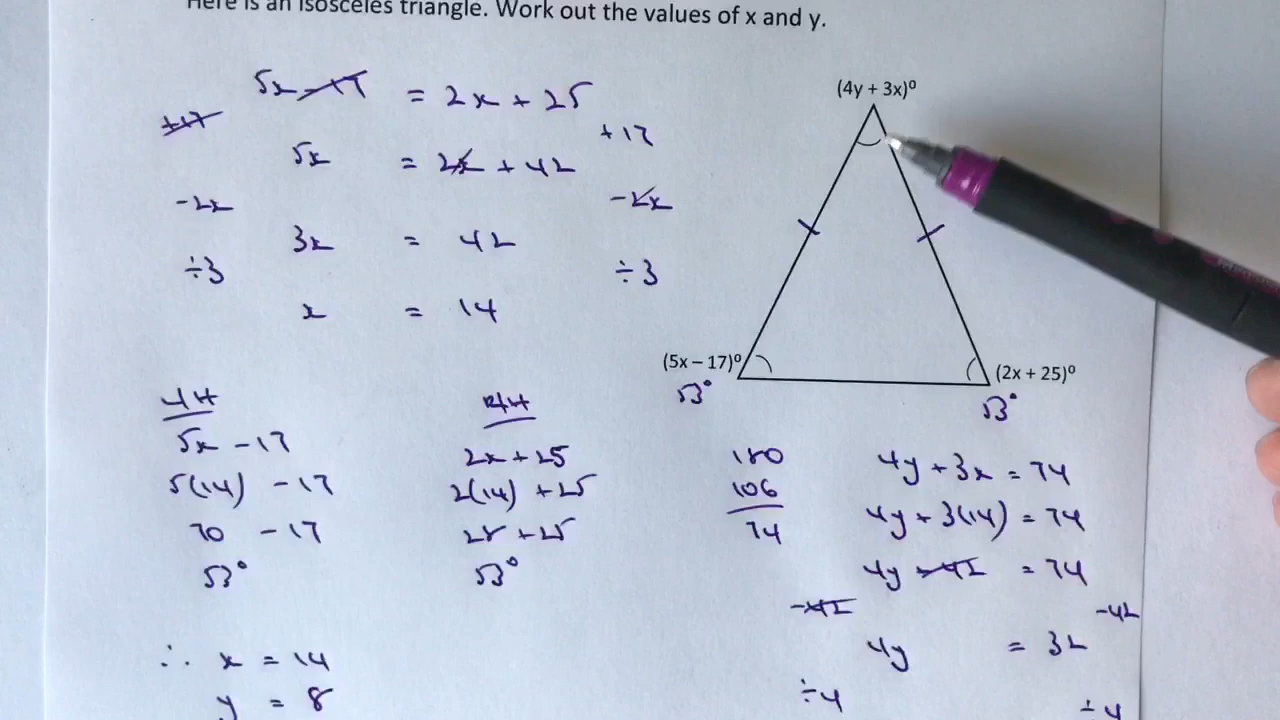 Here is an isosceles triangle. Work out the values of x and y.
5x - 17 = 2x + 25
+17 +17
5x = 2x + 42
-2x -2x
3x = 42
÷3 ÷3
x = 14
(4y + 3x)⁰
(5x – 17)⁰
53°
(2x + 25)⁰
53°
5x - 17
5(14) - 17
70 - 17
53°
2x + 25
2(14) + 25
28 + 25
53°
180
106
74
4y + 3x = 74
4y + 3(14) = 74
4y + 42 = 74
-42 -42
4y = 32
÷4 ÷4
∴ x = 14
y = 8